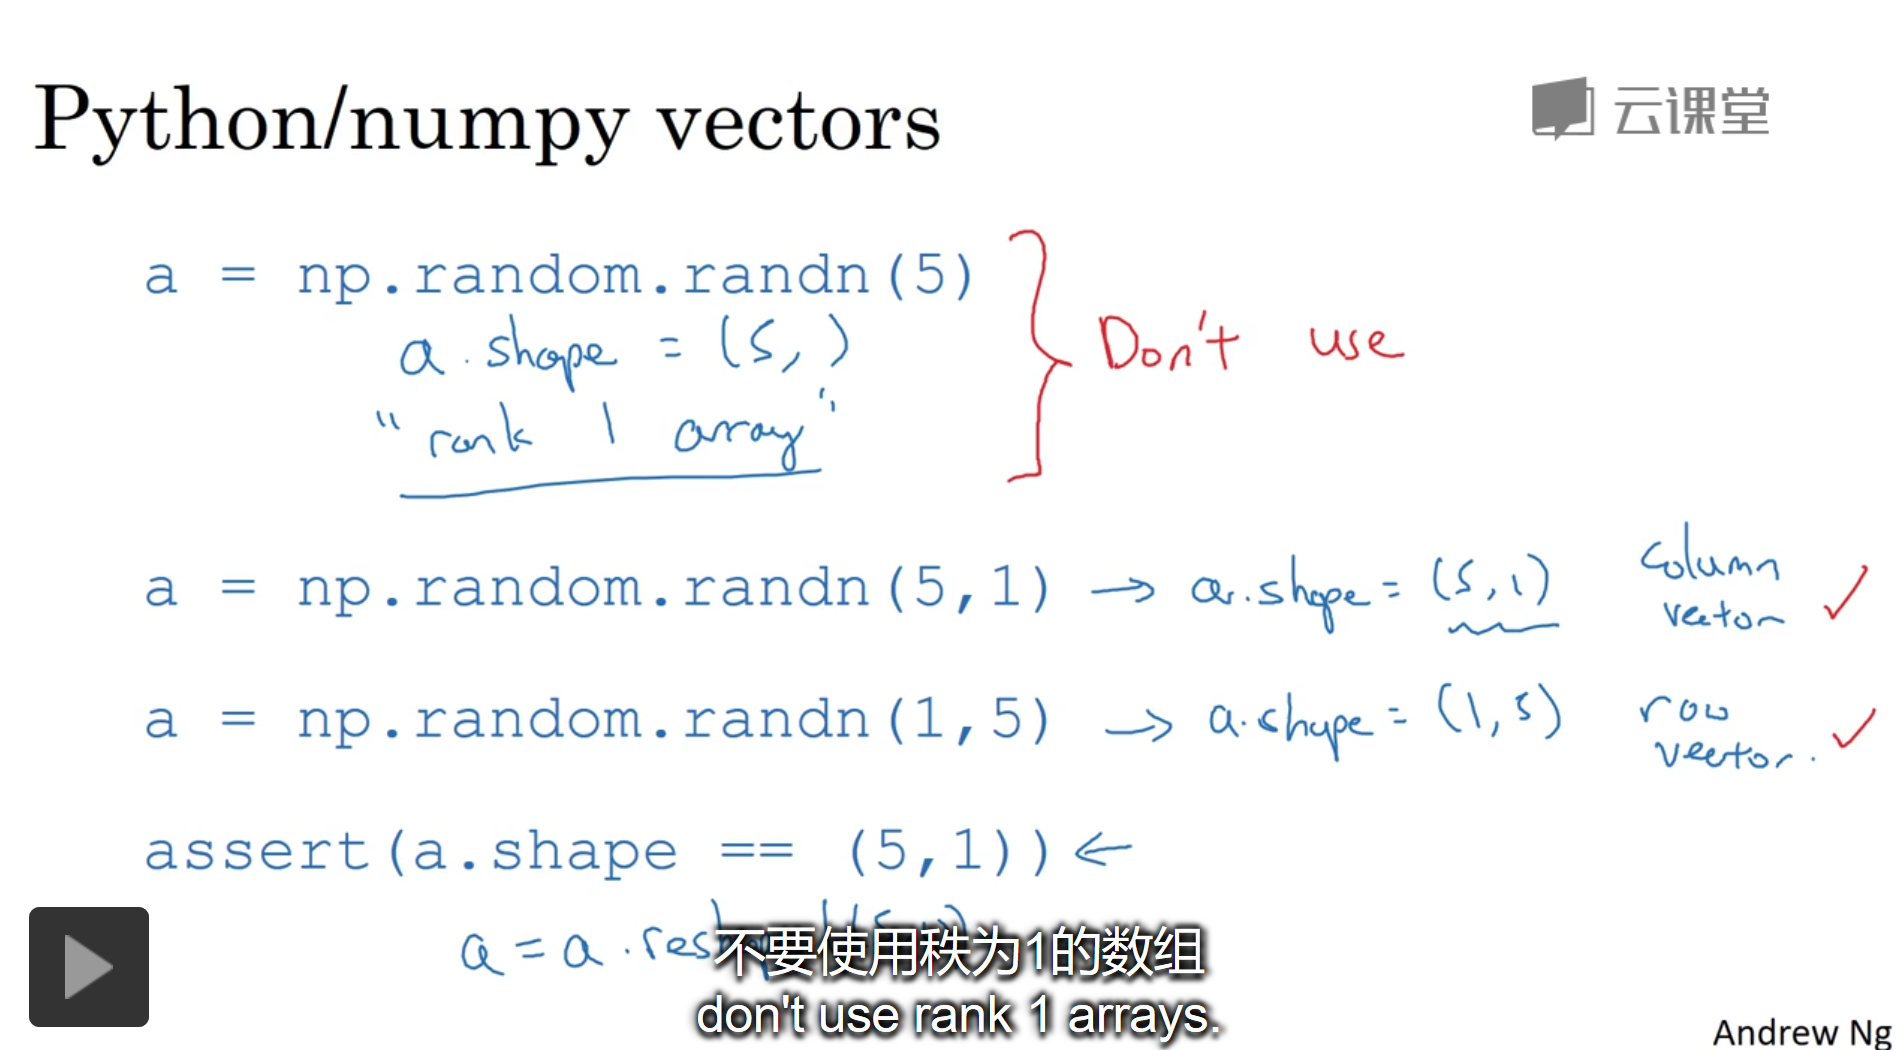 Python/numpy vectors
云课堂
a = np.random.randn(5)
a.shape = (5,)
"rank 1 array"
Don't use
a = np.random.randn(5,1) → a.shape = (5,1) column vector ✓
a = np.random.randn(1,5) → a.shape = (1,5) row vector. ✓
assert(a.shape == (5,1)) ←
a = a.
不要使用秩为1的数组
don't use rank 1 arrays.
Andrew Ng